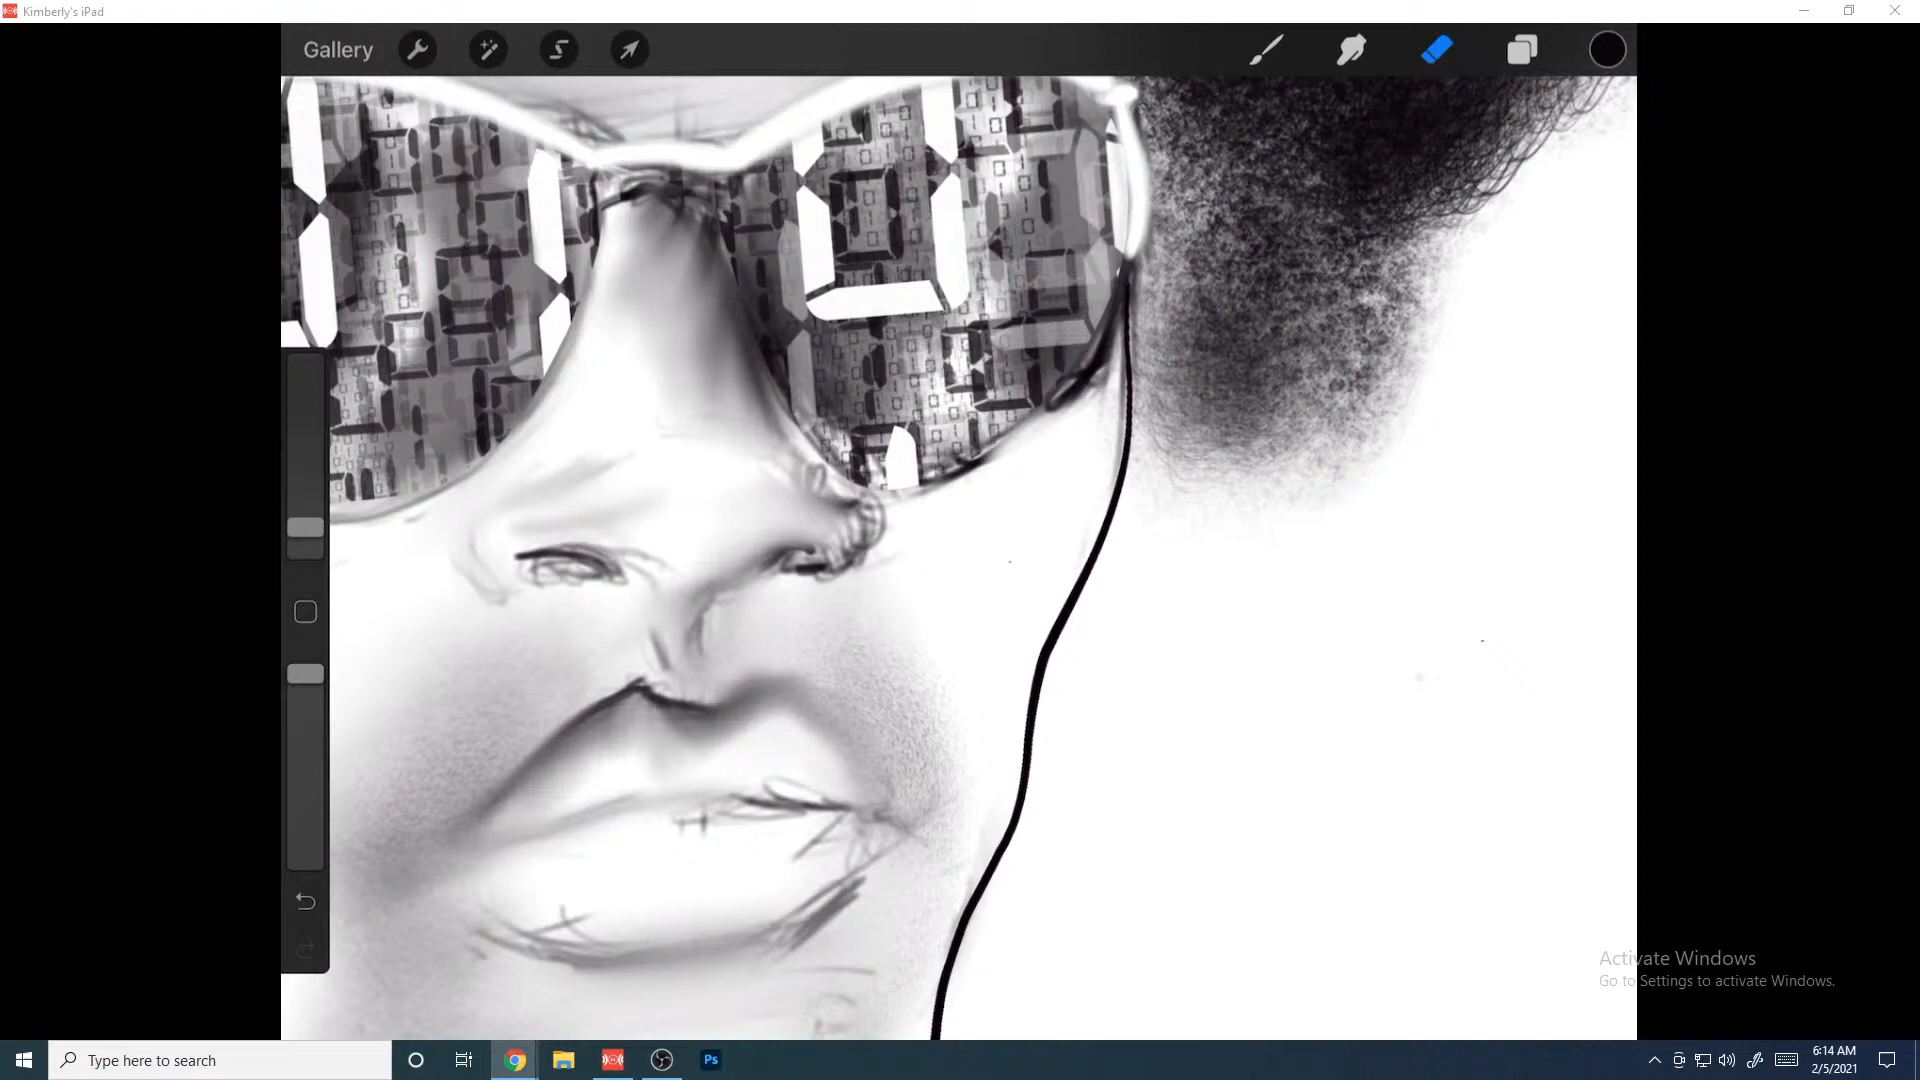 Kimberly's iPad
Gallery
Activate Windows
Go to Settings to activate Windows.
Type here to search
Ps
6:14 AM
2/5/2021